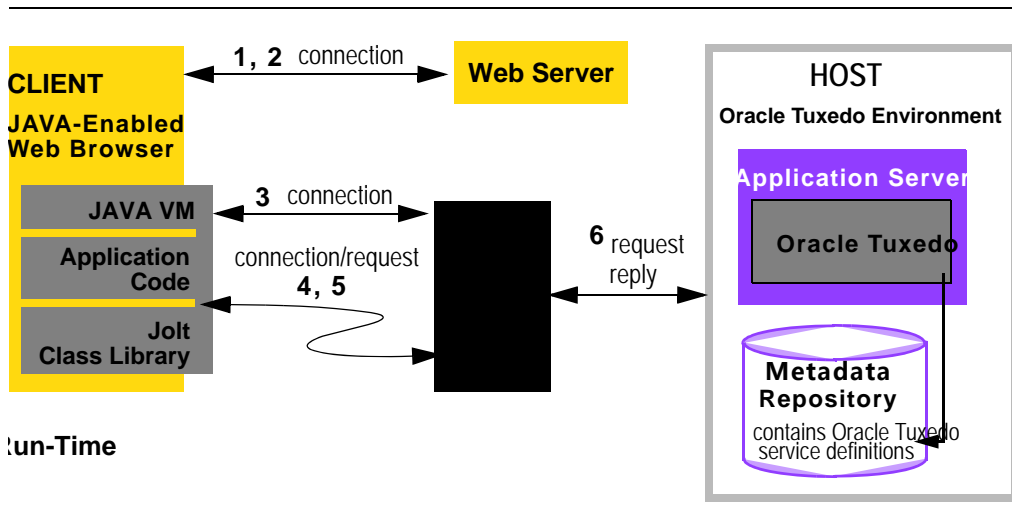 1, 2 connection
CLIENT
JAVA-Enabled
Web Browser
Web Server
HOST
Oracle Tuxedo Environment
Application Server
Oracle Tuxedo
JAVA VM
3 connection
Application
Code
connection/request
4, 5
Jolt
Class Library
6 request
reply
Metadata
Repository
contains Oracle Tuxedo
service definitions
Run-Time